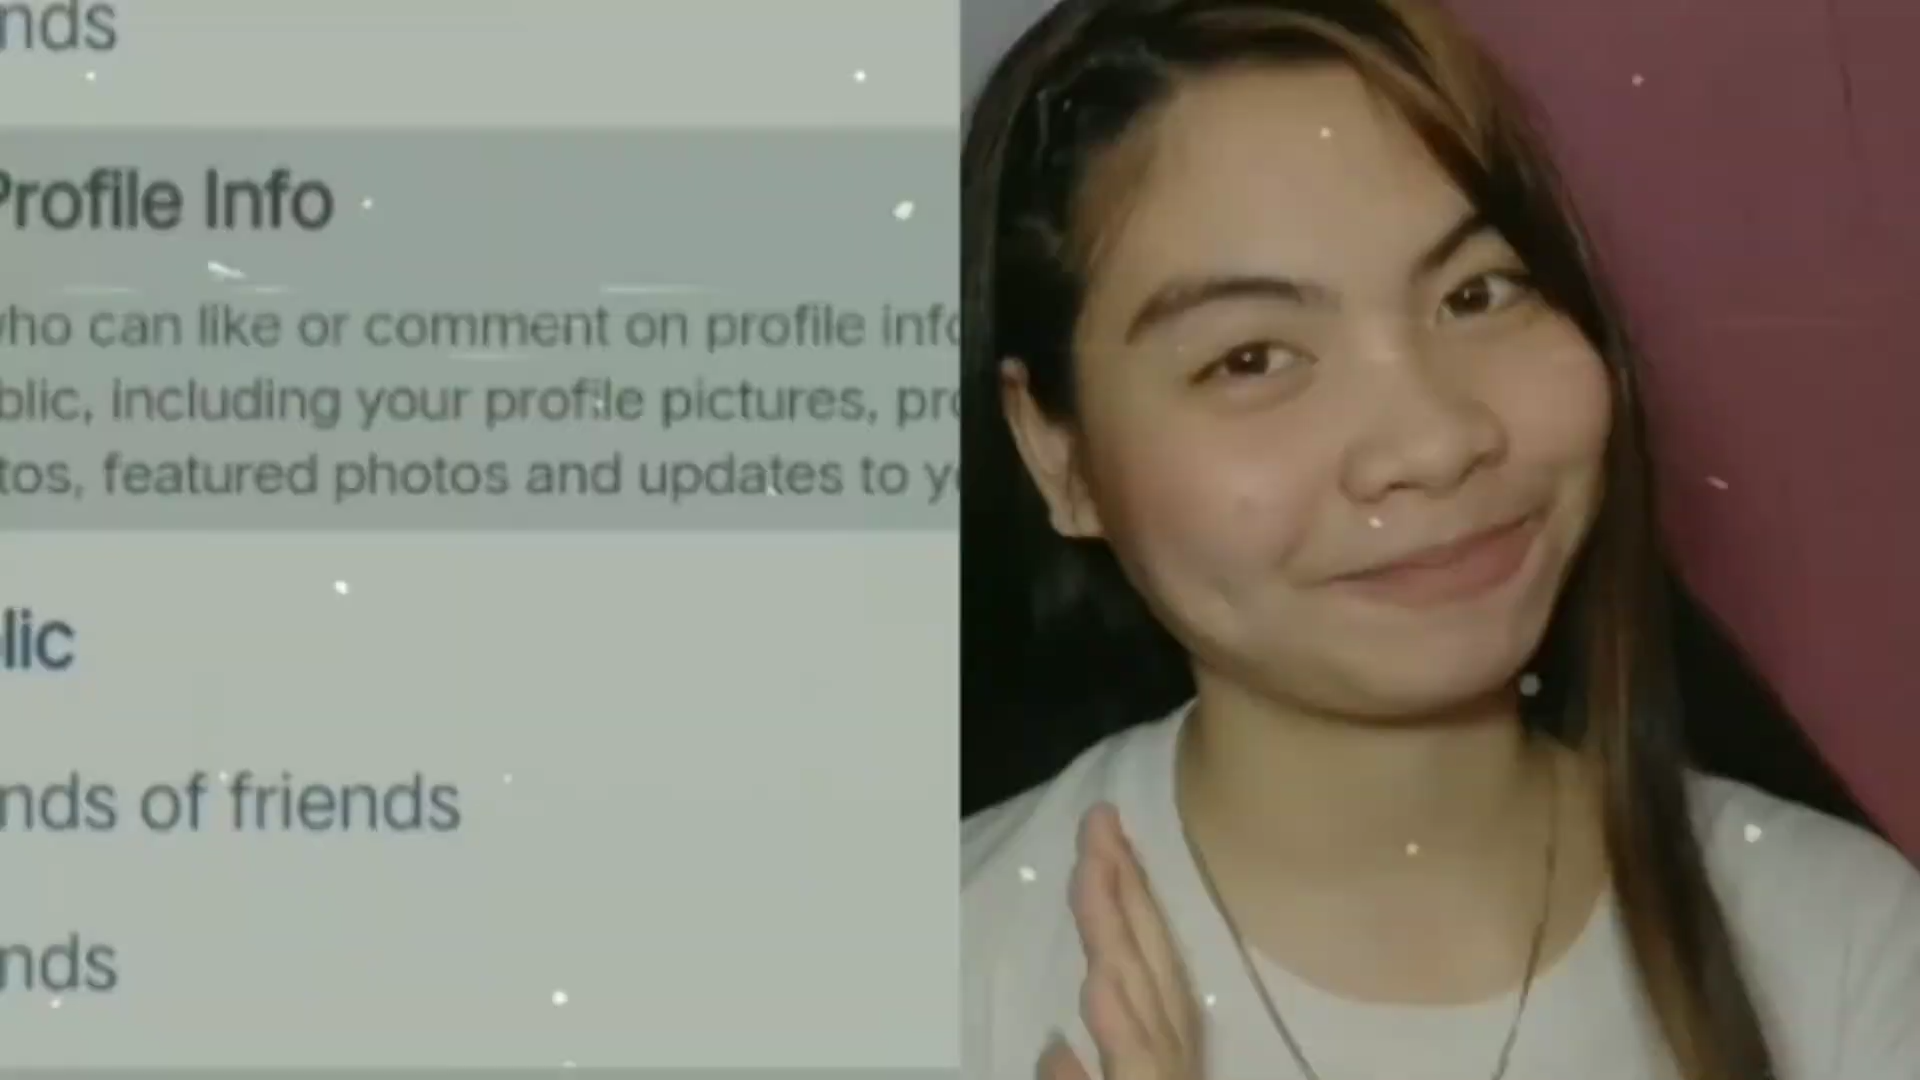 nds
Profile Info
who can like or comment on profile info
blic, including your profile pictures, pro
tos, featured photos and updates to yo
lic
nds of friends
nds